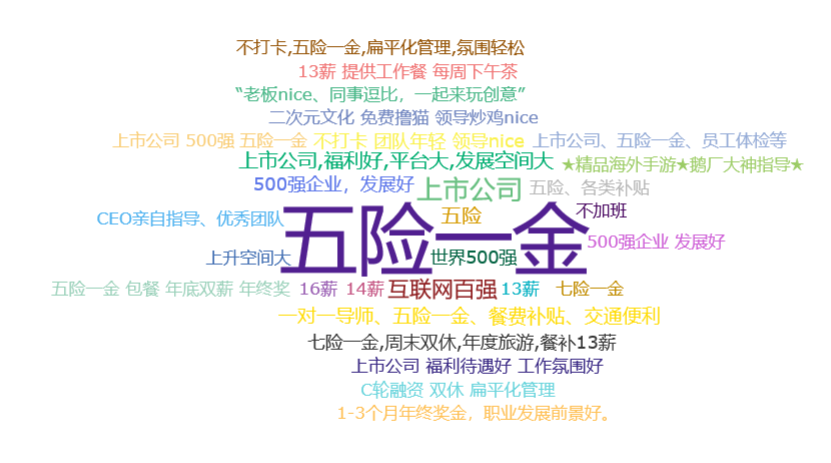 不打卡,五险一金,扁平化管理,氛围轻松
13薪 提供工作餐 每周下午茶
“老板nice、同事逗比，一起来玩创意”
二次元文化 免费撸猫 领导炒鸡nice
上市公司 500强 五险一金 不打卡 团队年轻 领导nice 上市公司、五险一金、员工体检等
上市公司,福利好,平台大,发展空间大 ★精品海外手游★鹅厂大神指导★
500强企业，发展好 上市公司 五险、各类补贴
CEO亲自指导、优秀团队 五险 不加班
五险一金
500强企业 发展好
上升空间大 世界500强
五险一金 包餐 年底双薪 年终奖 16薪 14薪 互联网百强 13薪 七险一金
一对一导师、五险一金、餐费补贴、交通便利
七险一金,周末双休,年度旅游,餐补13薪
上市公司 福利待遇好 工作氛围好
C轮融资 双休 扁平化管理
1-3个月年终奖金，职业发展前景好。